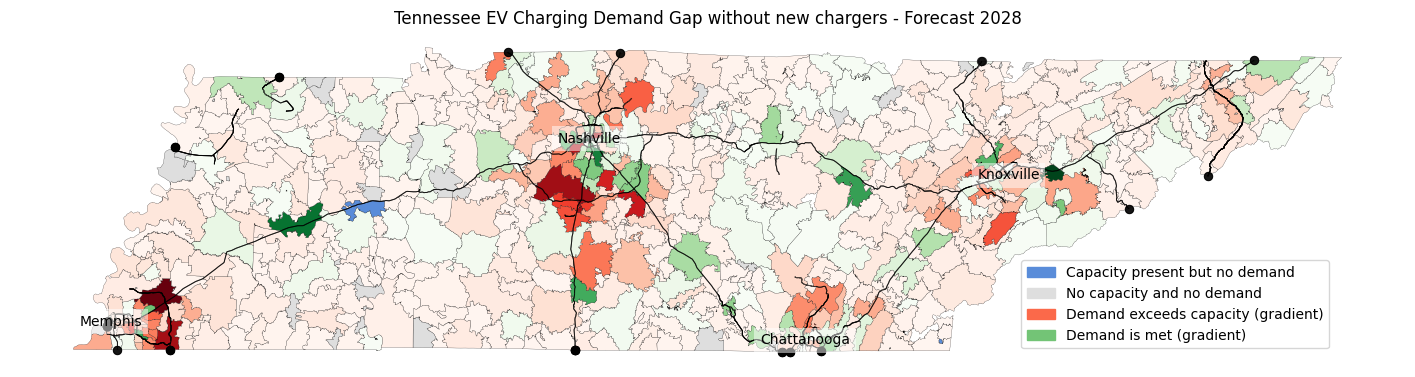 Tennessee EV Charging Demand Gap without new chargers - Forecast 2028
Nashville
Knoxville
Memphis
Chattanooga
Capacity present but no demand
No capacity and no demand
Demand exceeds capacity (gradient)
Demand is met (gradient)